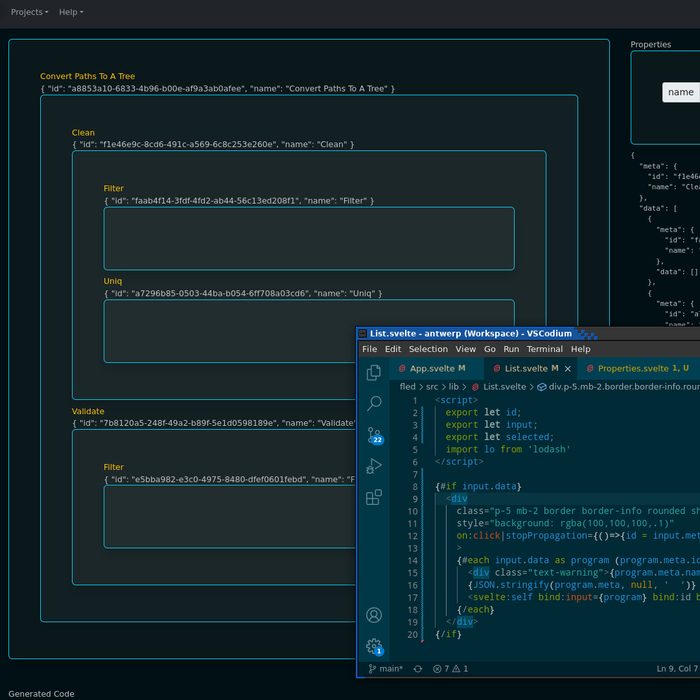 Projects Help
Convert Paths To A Tree
{ "id": "a8853a10-6833-4b96-b00e-af9a3ab0afee", "name": "Convert Paths To A Tree" }
Clean
{ "id": "f1e46e9c-8cd6-491c-a569-6c8c253e260e", "name": "Clean" }
Filter
{ "id": "faab4f14-3fdf-4fd2-ab44-56c13ed208f1", "name": "Filter" }
Uniq
{ "id": "a7296b85-0503-44ba-b054-6ff708a03cd6", "name": "Uniq" }
Validate
{ "id": "7b8120a5-248f-49a2-b89f-5e1d0598189e", "name": "Validate"
Filter
{ "id": "e5bba982-e3c0-4975-8480-dfef0601febd", "name": "F
Generated Code
Properties
name
{
"meta": {
"id": "f1e46
"name": "Clea
},
"data": [
{
"meta": {
"id": "fa
"name":
},
"data": []
},
{
"meta": {
"id": "a7
"name":
List.svelte - antwerp (Workspace) - VSCodium
File Edit Selection View Go Run Terminal Help
App.svelte M List.svelte M Properties.svelte 1, U
fled > src > lib > List.svelte > div.p-5.mb-2.border.border-info.roun
1 <script>
2 export let id;
3 export let input;
4 export let selected;
5 import lo from 'lodash'
6 </script>
7
8 {#if input.data}
9 <div
10 class="p-5 mb-2 border border-info rounded sh
11 style="background: rgba(100,100,100,.1)"
12 on:click|stopPropagation={()=>{id = input.met
13 >
14 {#each input.data as program (program.meta.id
15 <div class="text-warning">{program.meta.nam
16 {JSON.stringify(program.meta, null, ' ')}
17 <svelte:self bind:input={program} bind:id b
18 {/each}
19 </div>
20 {/if}
22
1
main* 7 1 Ln 9, Col 7